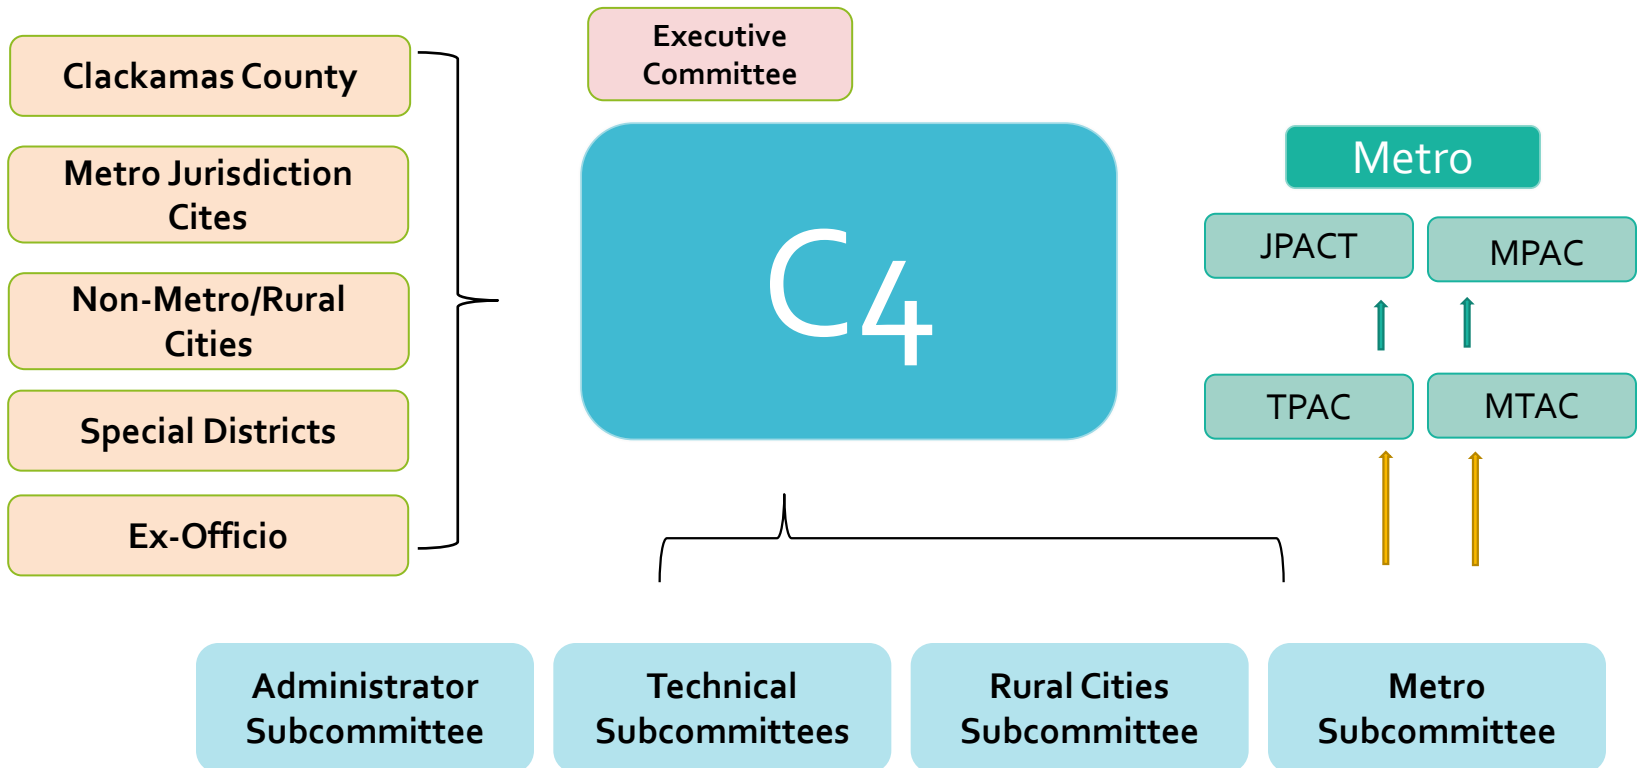 Clackamas County
Metro Jurisdiction
Cites
Non-Metro/Rural
Cities
Special Districts
Ex-Officio
Executive
Committee
C4
Metro
JPACT
MPAC
TPAC
MTAC
Administrator
Subcommittee
Technical
Subcommittees
Rural Cities
Subcommittee
Metro
Subcommittee